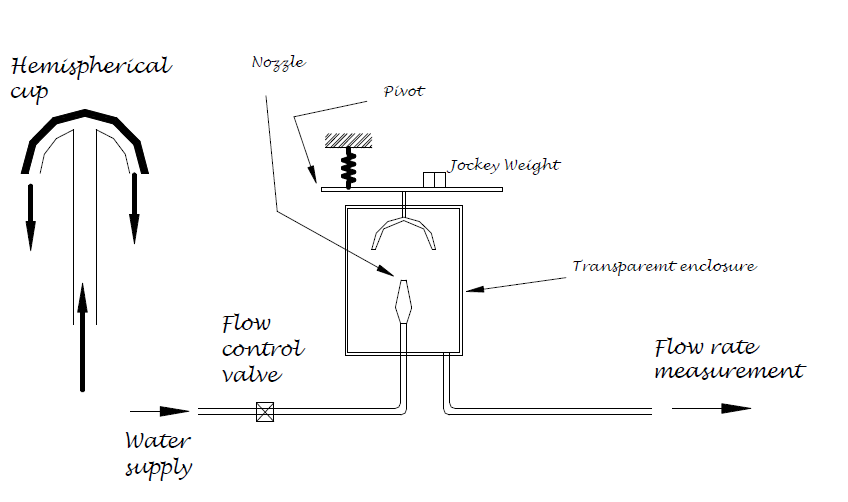 Hemispherical
cup
Nozzle
Pivot
Jockey Weight
Transparemt enclosure
Flow
control
valve
Flow rate
measurement
Water
supply